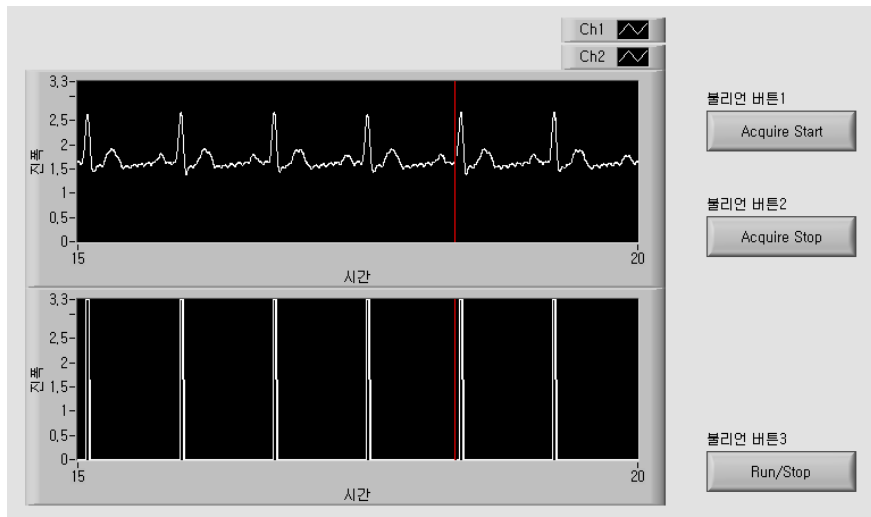 Ch1
Ch2
3,3-
2,5-
2-
1,5-
1-
0,5-
0-
진폭
15
20
시간
3,3-
2,5-
2-
1,5-
1-
0,5-
0-
진폭
15
20
시간
불리언 버튼1
Acquire Start
불리언 버튼2
Acquire Stop
불리언 버튼3
Run/Stop